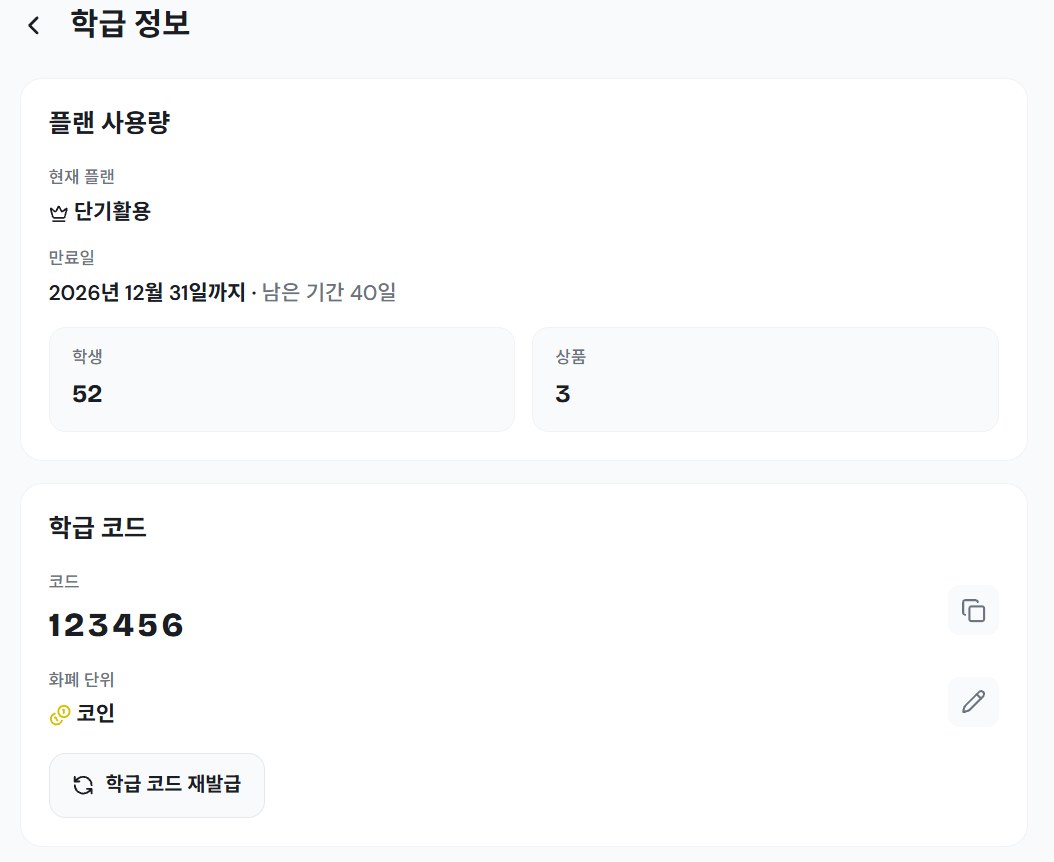 학급 정보
플랜 사용량
현재 플랜
단기활용
만료일
2026년 12월 31일까지 · 남은 기간 40일
학생
52
상품
3
학급 코드
코드
123456
화폐 단위
코인
학급 코드 재발급